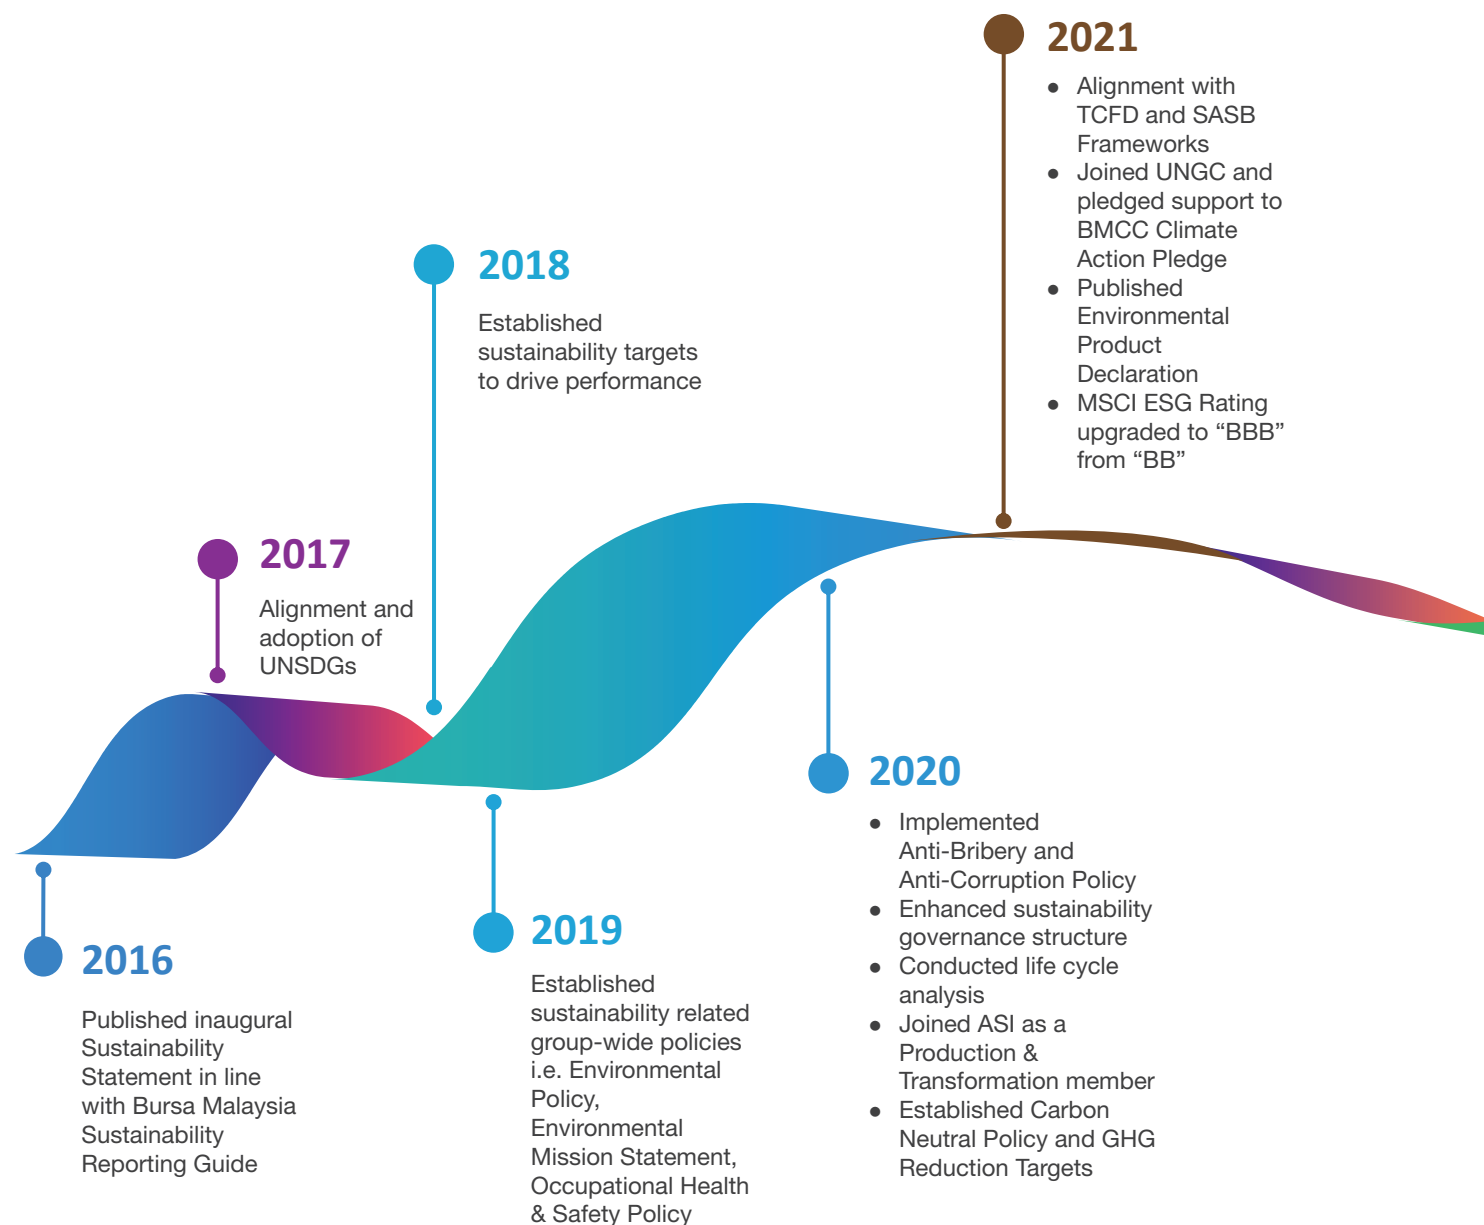 2016
Published inaugural
Sustainability
Statement in line
with Bursa Malaysia
Sustainability
Reporting Guide
2017
Alignment and
adoption of
UNSDGs
2018
Established
sustainability targets
to drive performance
2019
Established
sustainability related
group-wide policies
i.e. Environmental
Policy,
Environmental
Mission Statement,
Occupational Health
& Safety Policy
2020
● Implemented
Anti-Bribery and
Anti-Corruption Policy
● Enhanced sustainability
governance structure
● Conducted life cycle
analysis
● Joined ASI as a
Production &
Transformation member
● Established Carbon
Neutral Policy and GHG
Reduction Targets
2021
● Alignment with
TCFD and SASB
Frameworks
● Joined UNGC and
pledged support to
BMCC Climate
Action Pledge
● Published
Environmental
Product
Declaration
● MSCI ESG Rating
upgraded to “BBB”
from “BB”